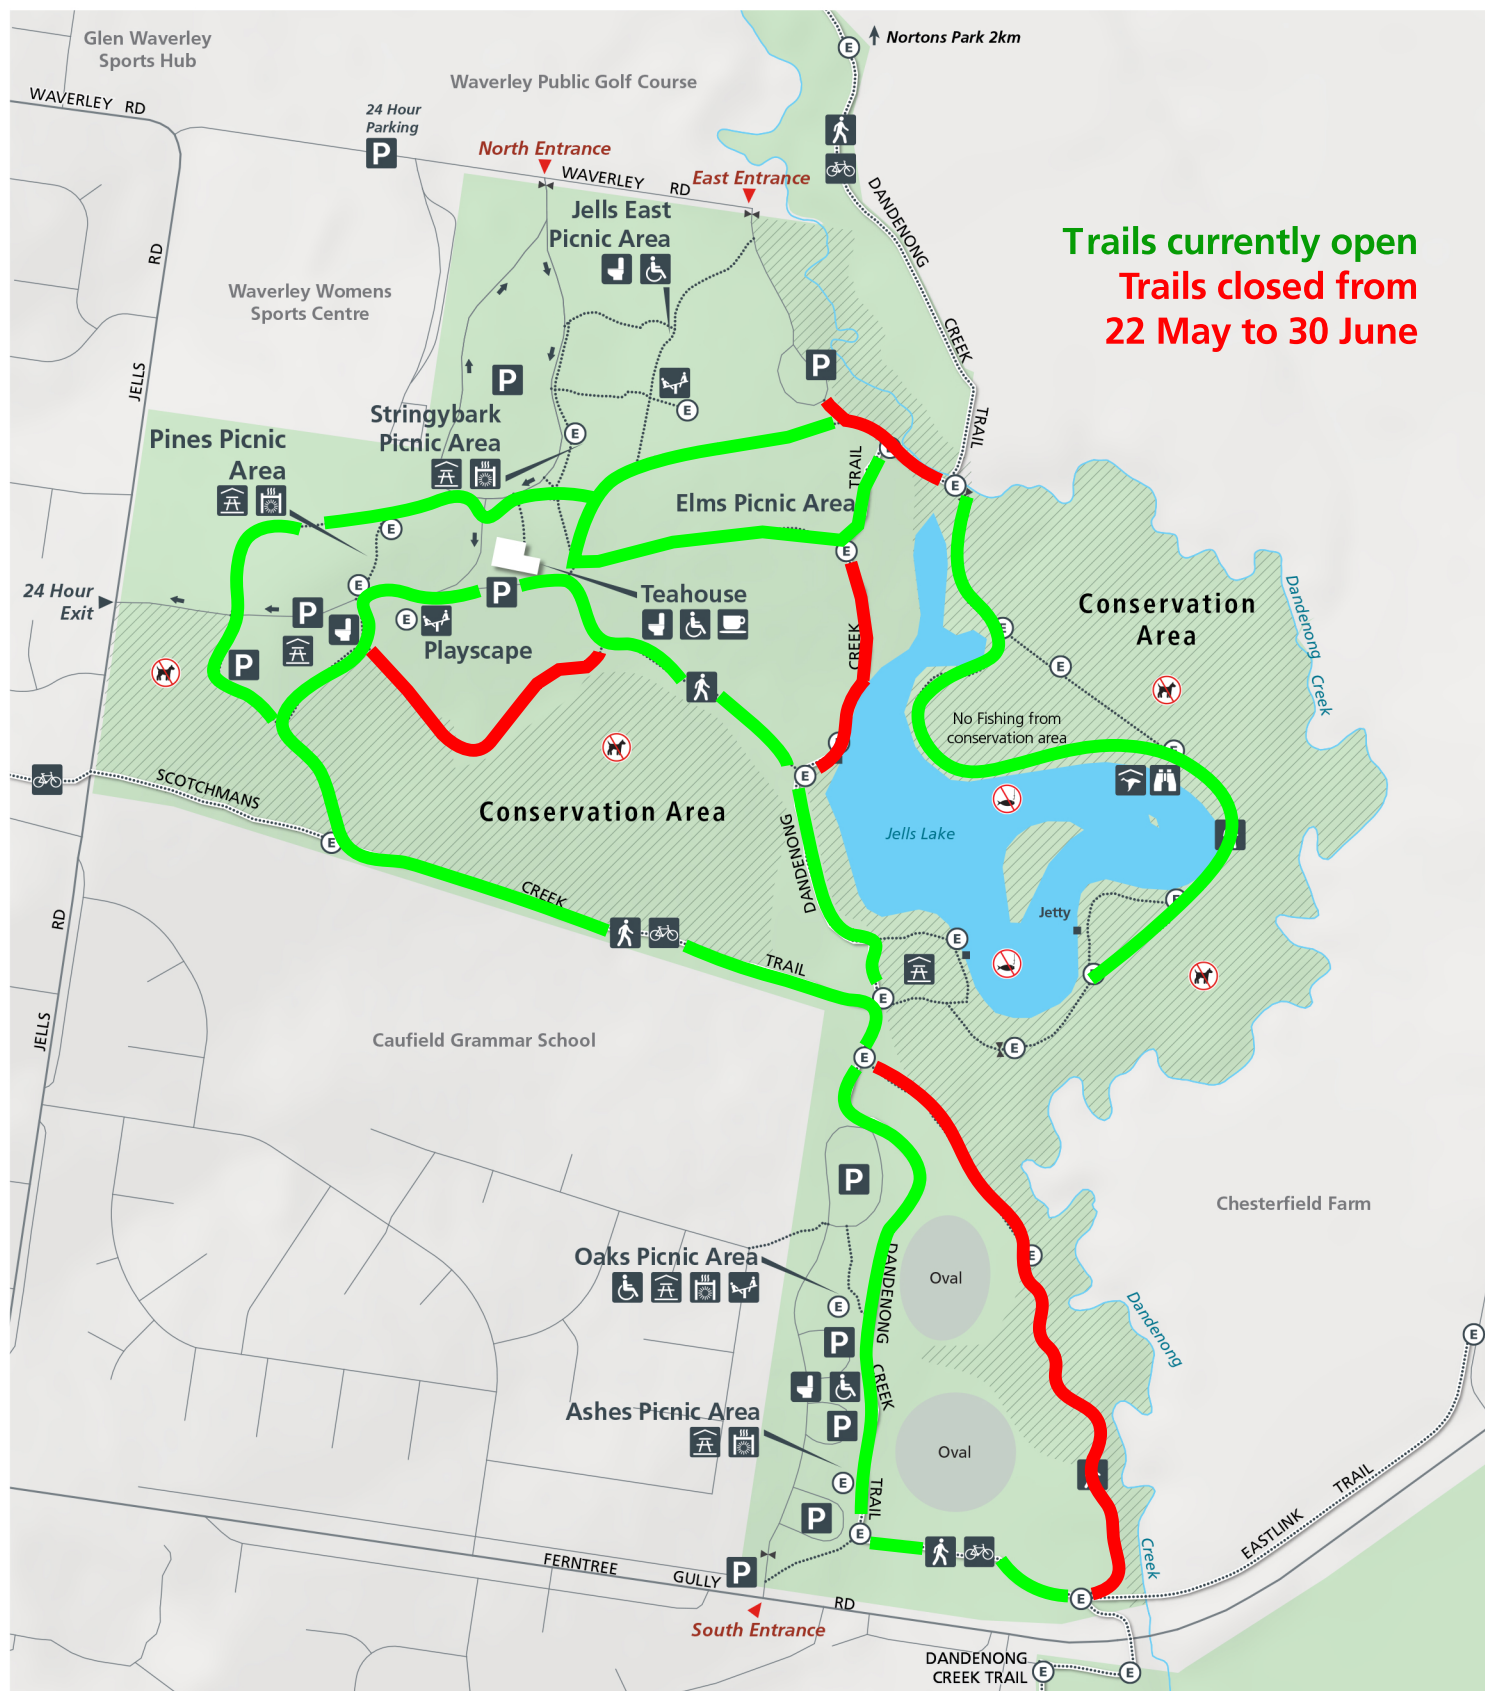 Glen Waverley
Sports Hub
Nortons Park 2km
E
Waverley Public Golf Course
WAVERLEY RD
24 Hour
Parking
P
North Entrance
WAVERLEY RD
East Entrance
DANDENONG
CREEK
TRAIL
Jells East
Picnic Area
Trails currently open
Trails closed from
22 May to 30 June
RD
JELLS
Waverley Womens
Sports Centre
P
P
Stringybark
Picnic Area
E
E
Pines Picnic
Area
E
E
TRAIL
Elms Picnic Area
E
E
24 Hour
Exit
E
P
P
E
Teahouse
Playscape
P
CREEK
Conservation
Area
Dandenong
Creek
E
E
E
No Fishing from
conservation area
E
E
SCOTCHMANS
E
Conservation Area
DANDENONG
Jells Lake
CREEK
TRAIL
Jetty
E
E
E
E
E
E
RD
JELLS
Caufield Grammar School
P
Chesterfield Farm
Oaks Picnic Area
Oval
E
E
DANDENONG
CREEK
TRAIL
P
P
Dandenong
Creek
E
Ashes Picnic Area
Oval
E
P
E
P
EASTLINK TRAIL
FERNTREE GULLY RD
South Entrance
E
DANDENONG
CREEK TRAIL
E
E